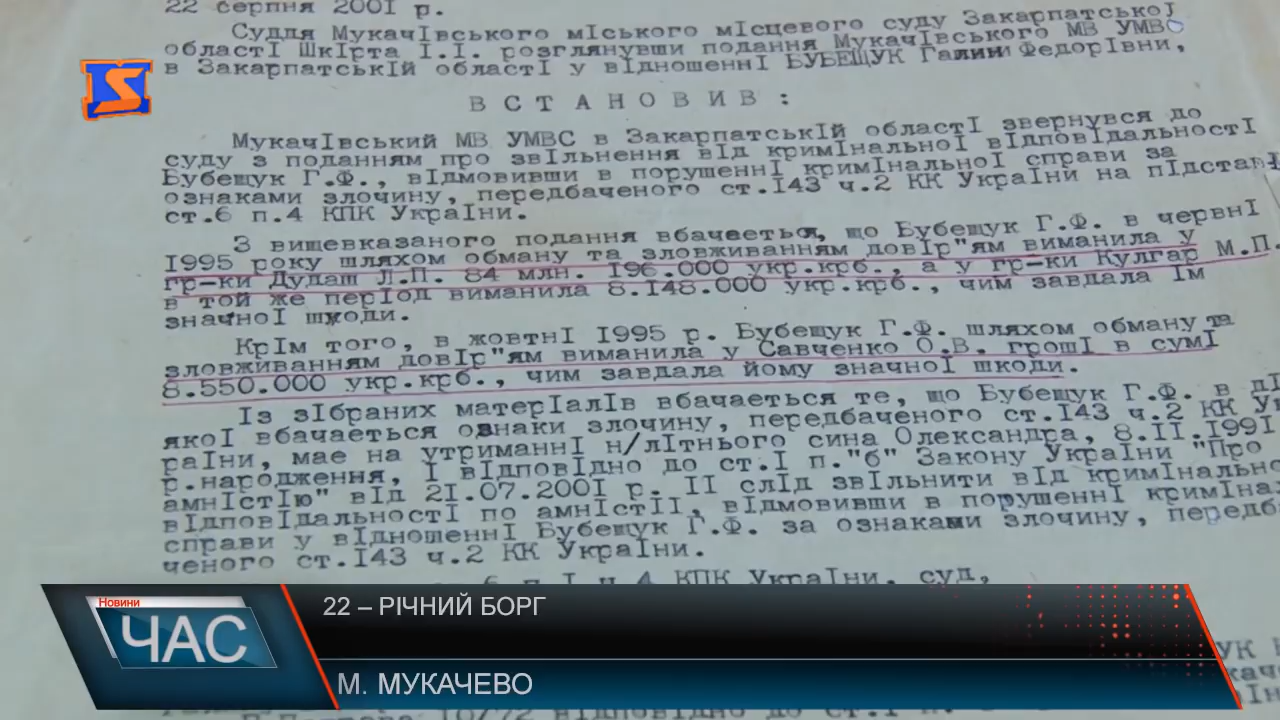 22 серпня 2001 р.
Суддя Мукачівського міського місцевого суду Закарпатської
області Шкірта І.І. розглянувши подання Мукачівського МВ УМВС
в Закарпатській області у відношенні БУБЕЩУК Галини Федорівни,
В С Т А Н О В И В :
Мукачівський МВ УМВС в Закарпатській області звернувся до
суду з поданням про звільнення від кримінальної відповідальності
Бубещук Г.Ф., відмовивши в порушенні кримінальної справи за
ознаками злочину, передбаченого ст.143 ч.2 КК України на підставі
ст.6 п.4 КПК України.
З вищевказаного подання вбачається, що Бубещук Г.Ф. в червні
1995 року шляхом обману та зловживанням довір"ям виманила у
гр-ки Дудаш Л.П. 84 млн. 196.000 укр.крб., а у гр-ки Кулгар М.П.
в той же період виманила 8.148.000 укр.крб., чим завдала їм
значної шкоди.
Крім того, в жовтні 1995 р. Бубещук Г.Ф. шляхом обману та
зловживанням довір"ям виманила у Савченко О.В. гроші в сумі
8.550.000 укр.крб., чим завдала йому значної шкоди.
Із зібраних матеріалів вбачається те, що Бубещук Г.Ф. в ді
якої вбачається ознаки злочину, передбаченого ст.143 ч.2 КК Ук
раїни, має на утриманні н/літнього сина Олександра, 8.11.1991
р.народження, і відповідно до ст.1 п."б" Закону України "Про
амністію" від 21.07.2001 р. її слід звільнити від кримінально
відповідальності по амністії, відмовивши в порушенні криміналь
справи у відношенні Бубещук Г.Ф. за ознаками злочину, передба
ченого ст.143 ч.2 КК України.
КПК України, суд,
Новини
ЧАС
22 – РІЧНИЙ БОРГ
М. МУКАЧЕВО